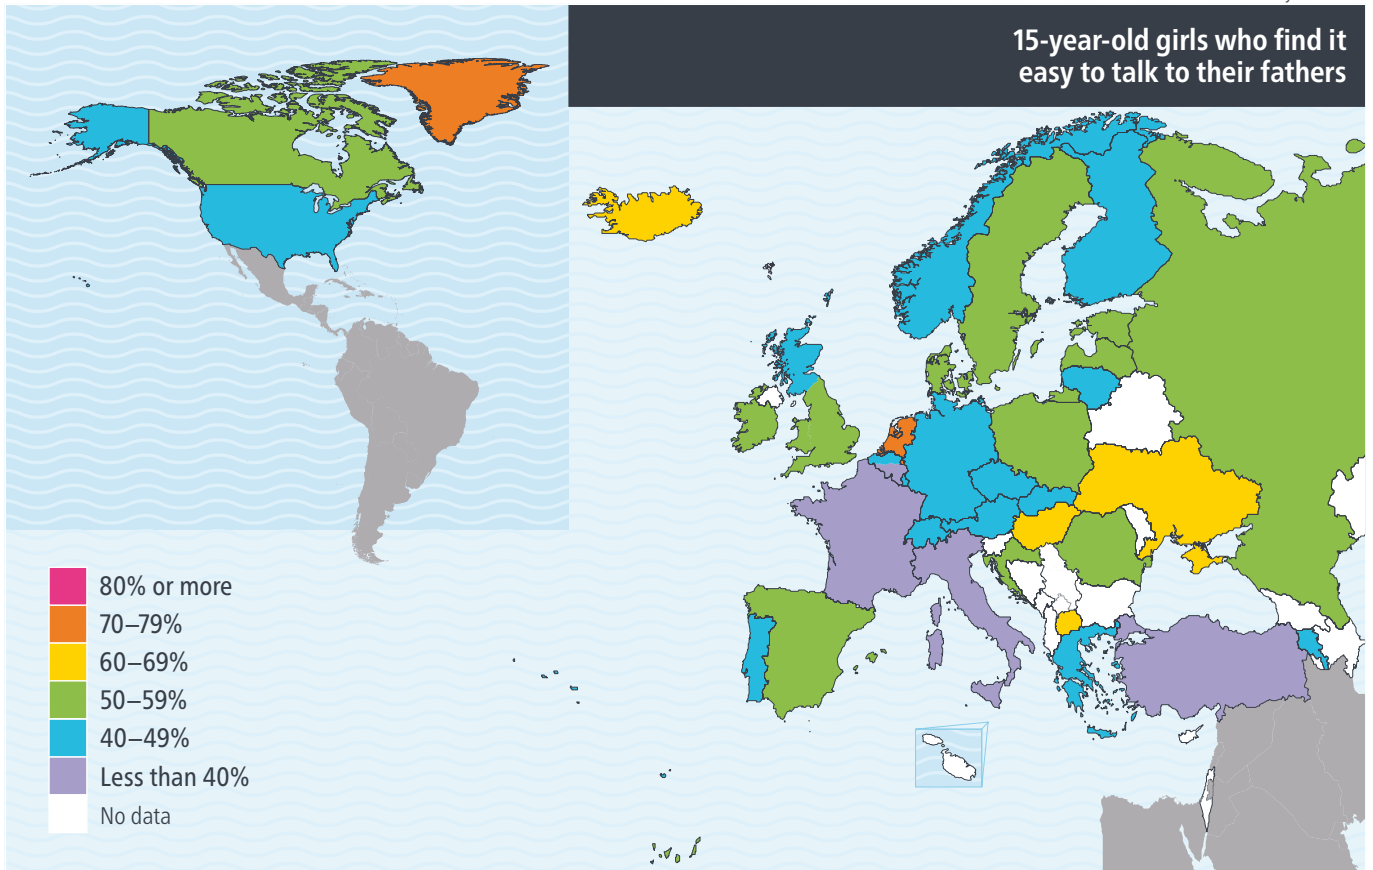 15-year-old girls who find it
easy to talk to their fathers
80% or more
70–79%
60–69%
50–59%
40–49%
Less than 40%
No data